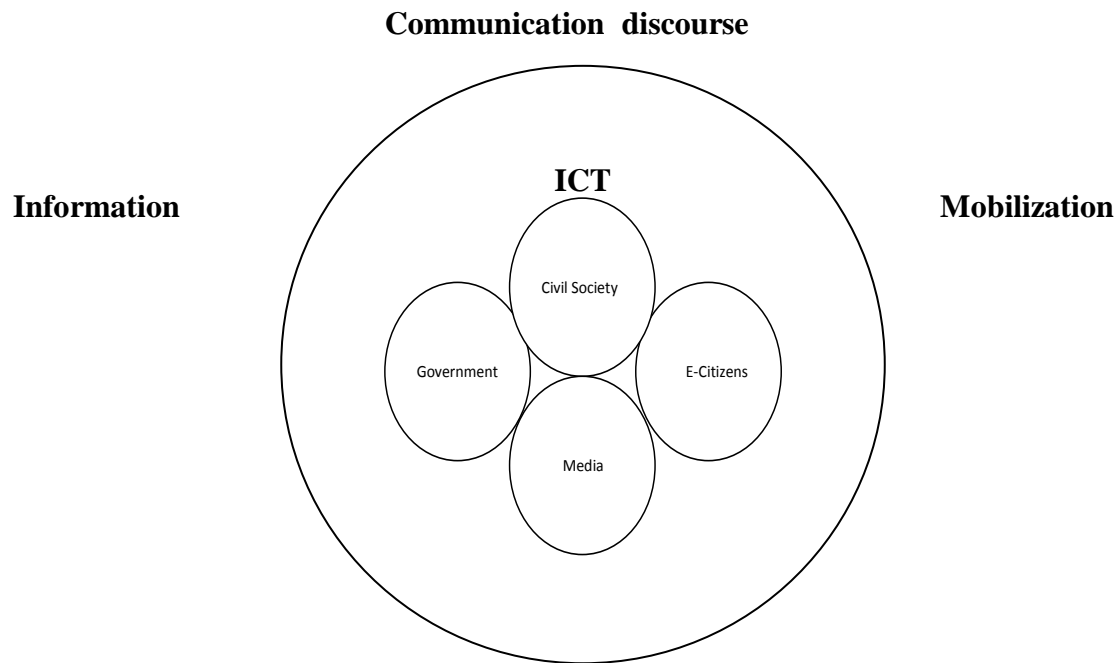 Communication discourse
ICT
Information
Mobilization
Civil Society
Government
E-Citizens
Media